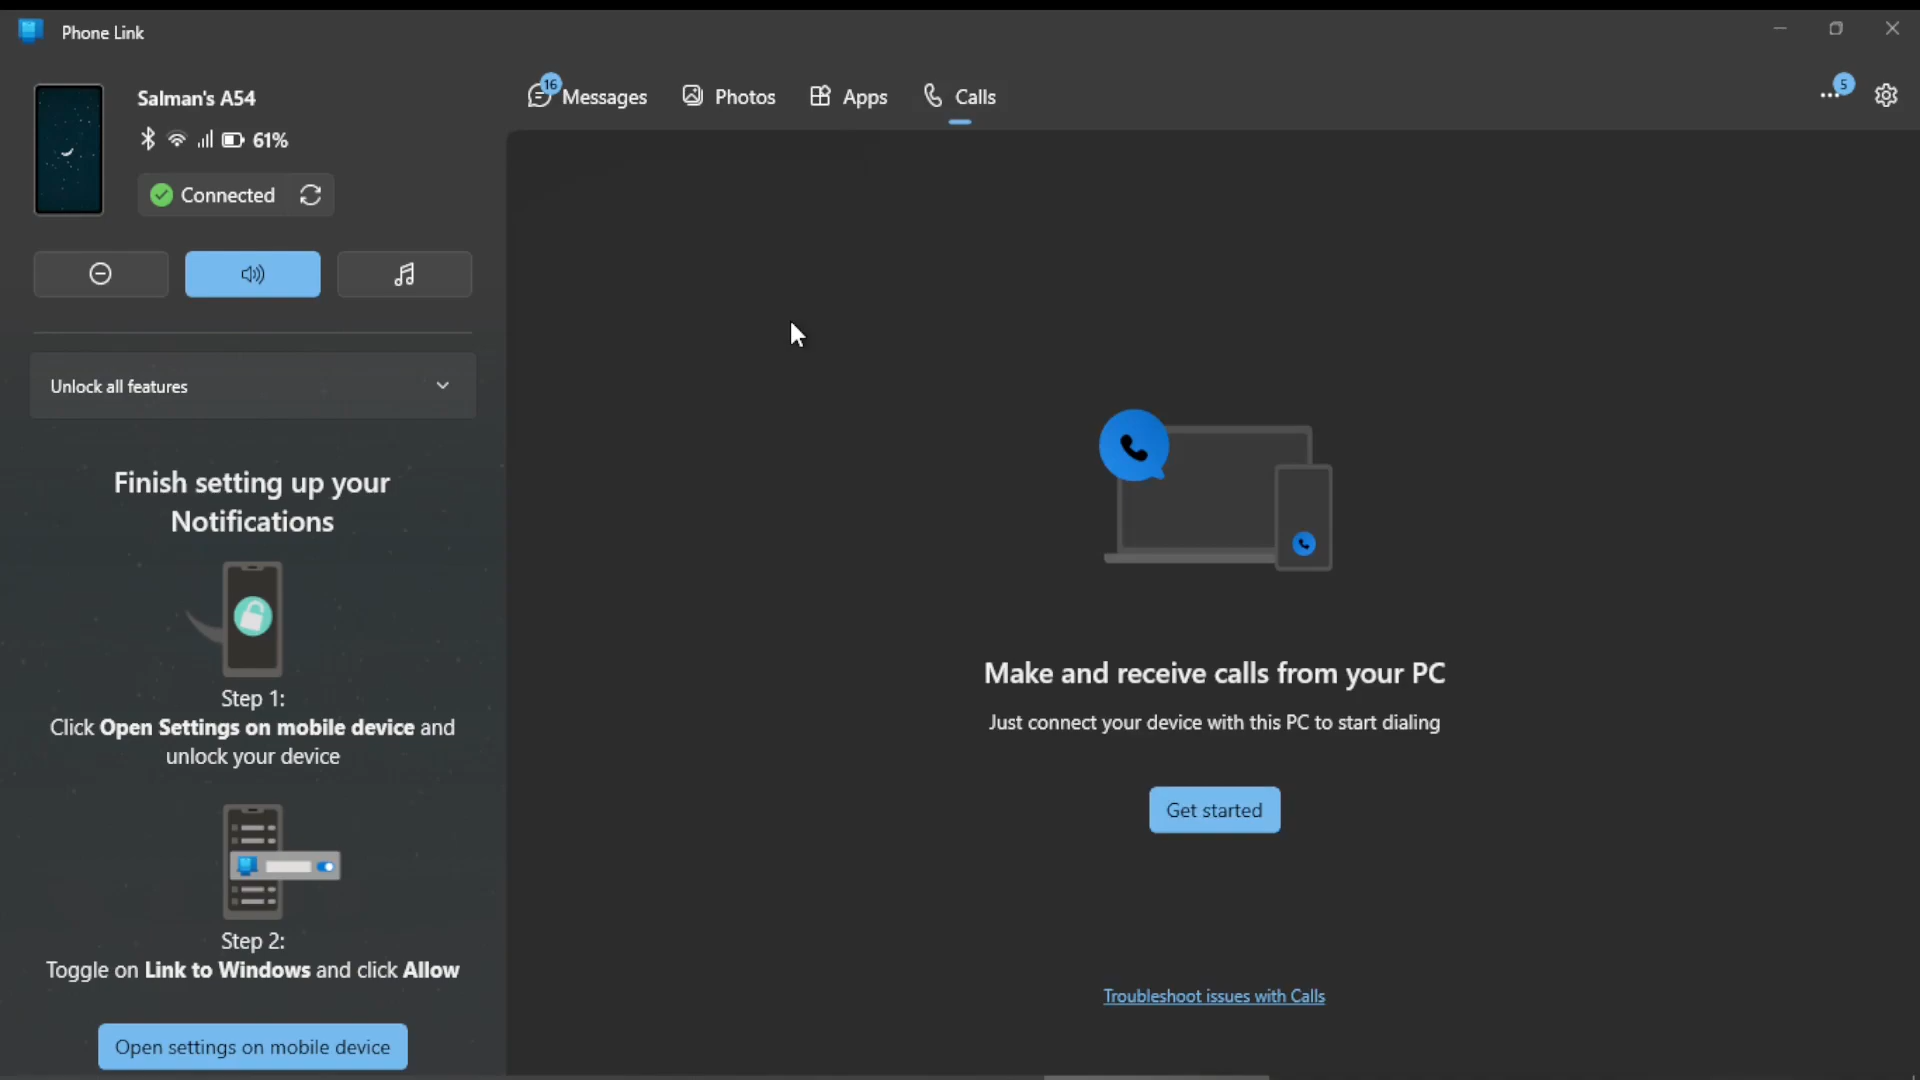 Phone Link
Salman's A54
61%
Connected
16
Messages
Photos
Apps
Calls
5
Unlock all features
Finish setting up your
Notifications
Step 1:
Click Open Settings on mobile device and
unlock your device
Step 2:
Toggle on Link to Windows and click Allow
Open settings on mobile device
Make and receive calls from your PC
Just connect your device with this PC to start dialing
Get started
Troubleshoot issues with Calls